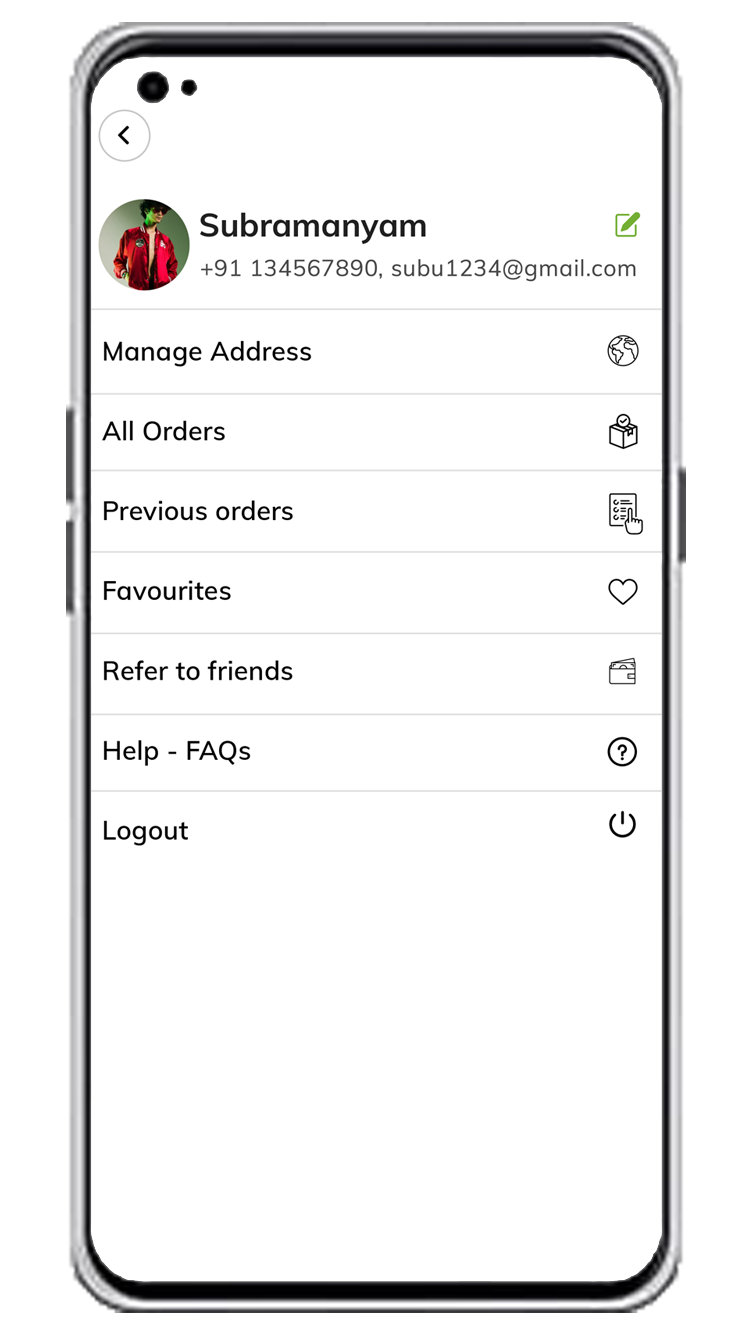 Subramanyam
+91 134567890, subu1234@gmail.com
Manage Address
All Orders
Previous orders
Favourites
Refer to friends
Help - FAQs
Logout